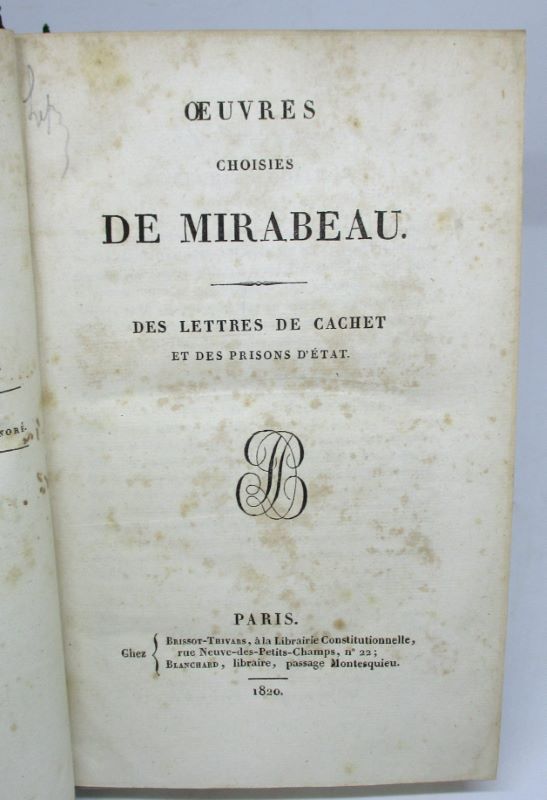 ŒUVRES
CHOISIES
DE MIRABEAU.
DES LETTRES DE CACHET
ET DES PRISONS D'ÉTAT.
PARIS.
Chez { BRISSOT-THIVARS, à la Librairie Constitutionnelle,
rue Neuve-des-Petits-Champs, n° 22;
BLANCHARD, libraire, passage Montesquieu.
1820.